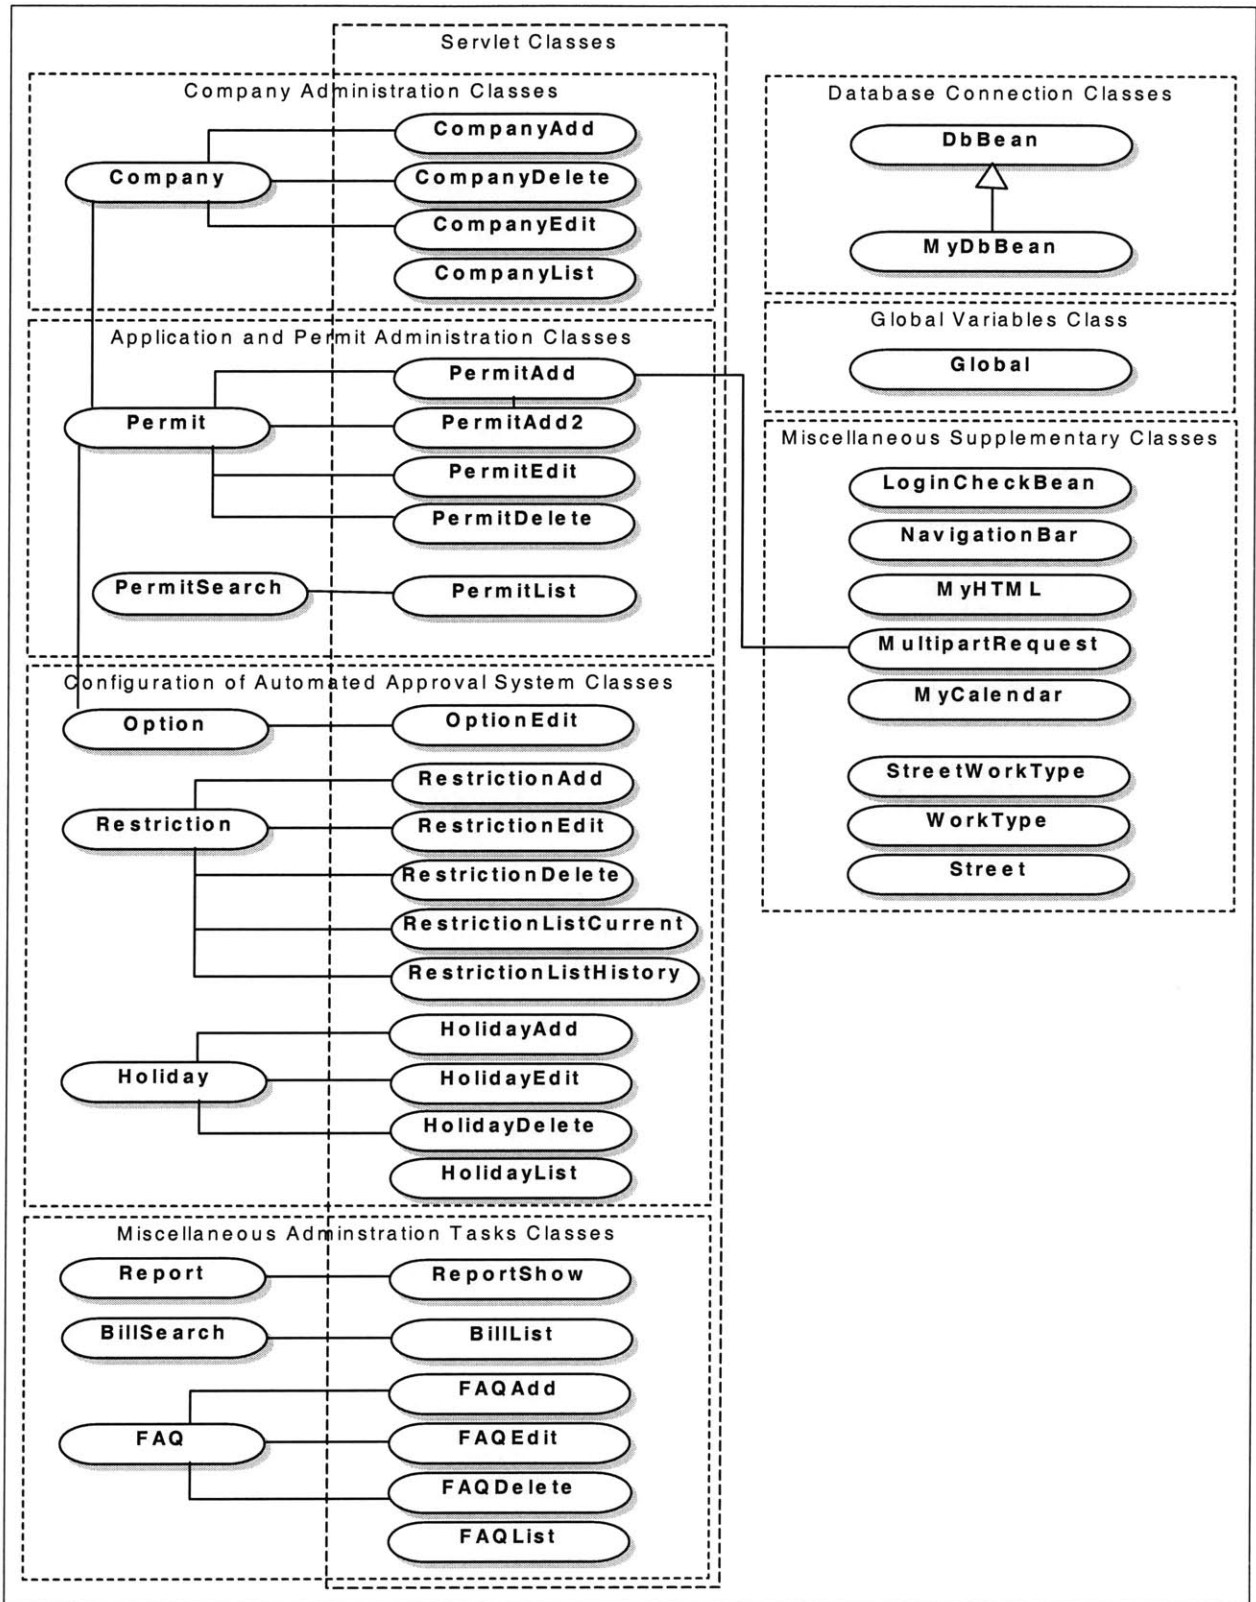 Servlet Classes
Company Administration Classes
CompanyAdd
Company
CompanyDelete
CompanyEdit
CompanyList
Application and Permit Administration Classes
PermitAdd
Permit
PermitAdd2
PermitEdit
PermitDelete
PermitSearch
PermitList
Configuration of Automated Approval System Classes
Option
OptionEdit
RestrictionAdd
Restriction
RestrictionEdit
RestrictionDelete
RestrictionListCurrent
RestrictionListHistory
HolidayAdd
Holiday
HolidayEdit
HolidayDelete
HolidayList
Miscellaneous Adminstration Tasks Classes
Report
ReportShow
BillSearch
BillList
FAQAdd
FAQ
FAQEdit
FAQDelete
FAQList
Database Connection Classes
DbBean
MyDbBean
Global Variables Class
Global
Miscellaneous Supplementary Classes
LoginCheckBean
NavigationBar
MyHTML
MultipartRequest
MyCalendar
StreetWorkType
WorkType
Street